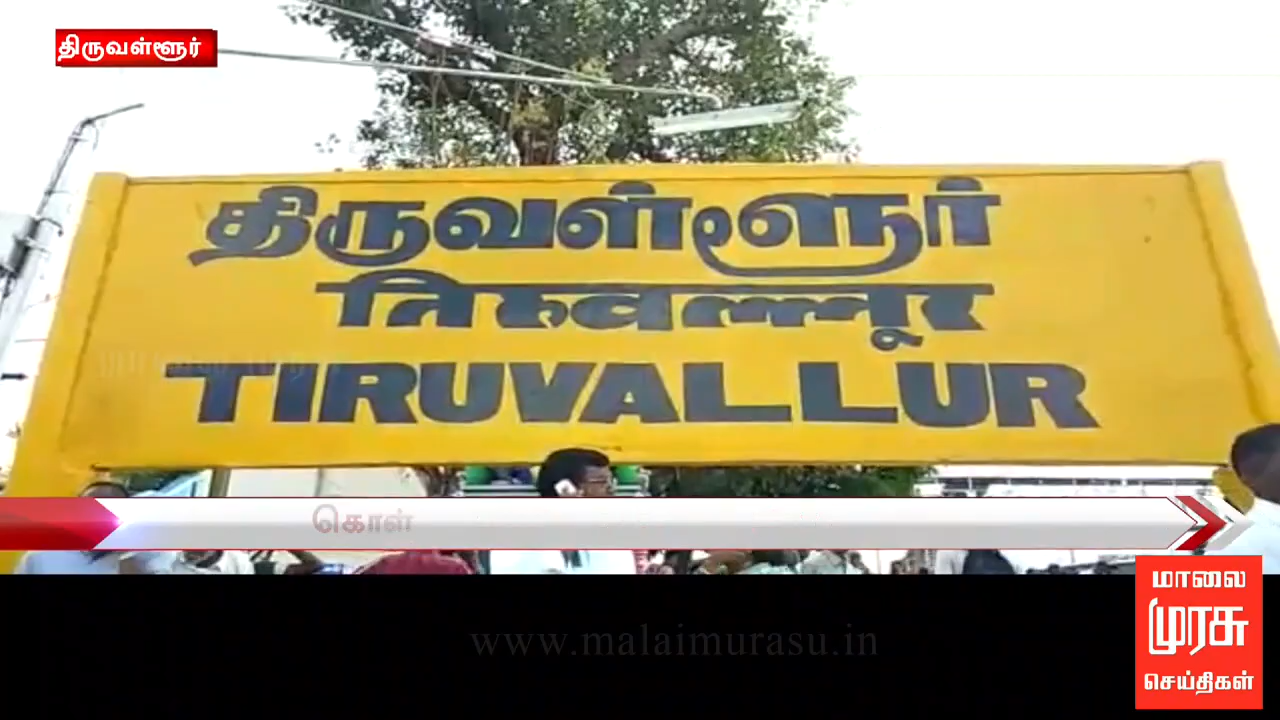 திருவள்ளூர்
திருவள்ளூர்
तिरुवल्लूर
TIRUVALLUR
கொள்
www.malaimurasu.in
மாலை
முரசு
செய்திகள்